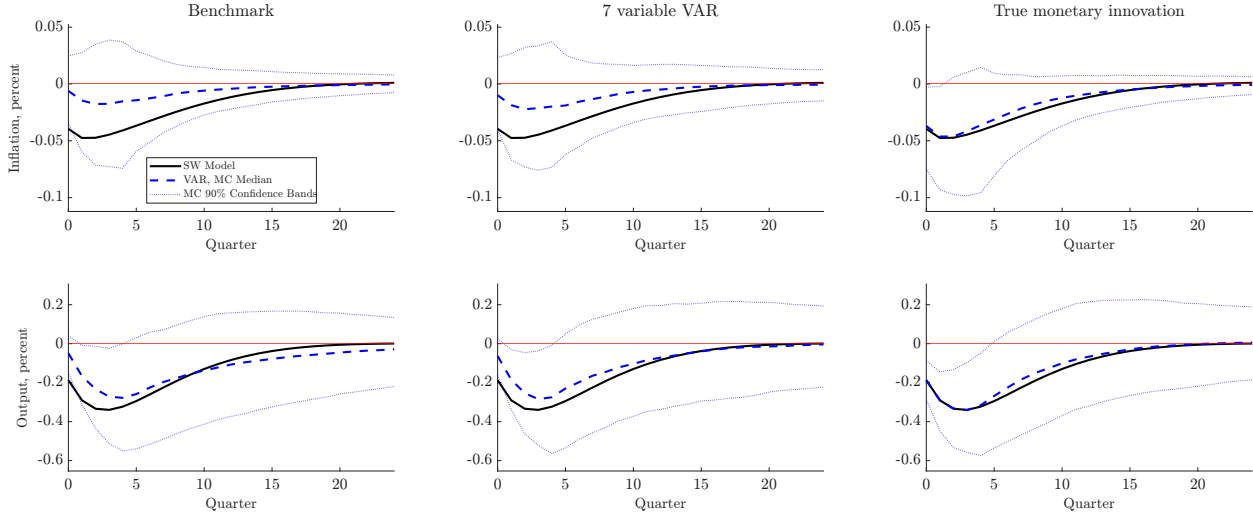 Benchmark
7 variable VAR
True monetary innovation
Inflation, percent
0.05
0
-0.05
-0.1
SW Model
VAR, MC Median
MC 90% Confidence Bands
0 5 10 15 20
Quarter
0.05
0
-0.05
-0.1
0 5 10 15 20
Quarter
0.05
0
-0.05
-0.1
0 5 10 15 20
Quarter
Output, percent
0.2
0
-0.2
-0.4
-0.6
0 5 10 15 20
Quarter
0.2
0
-0.2
-0.4
-0.6
0 5 10 15 20
Quarter
0.2
0
-0.2
-0.4
-0.6
0 5 10 15 20
Quarter